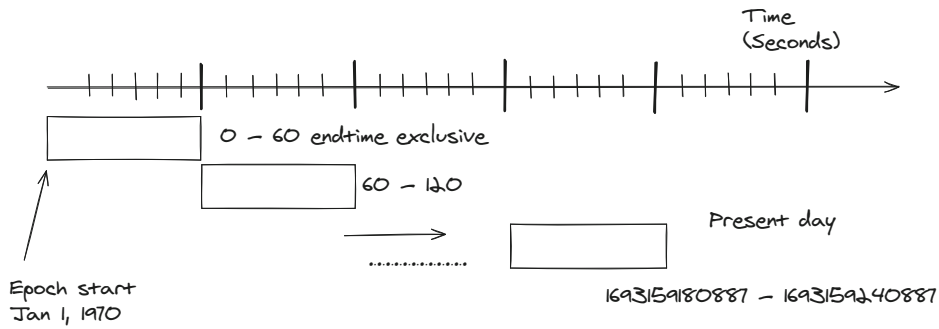 Time
(Seconds)
0 - 60 endtime exclusive
60 - 120
Present day
Epoch start
Jan 1, 1970
1693159180887 - 1693159240887